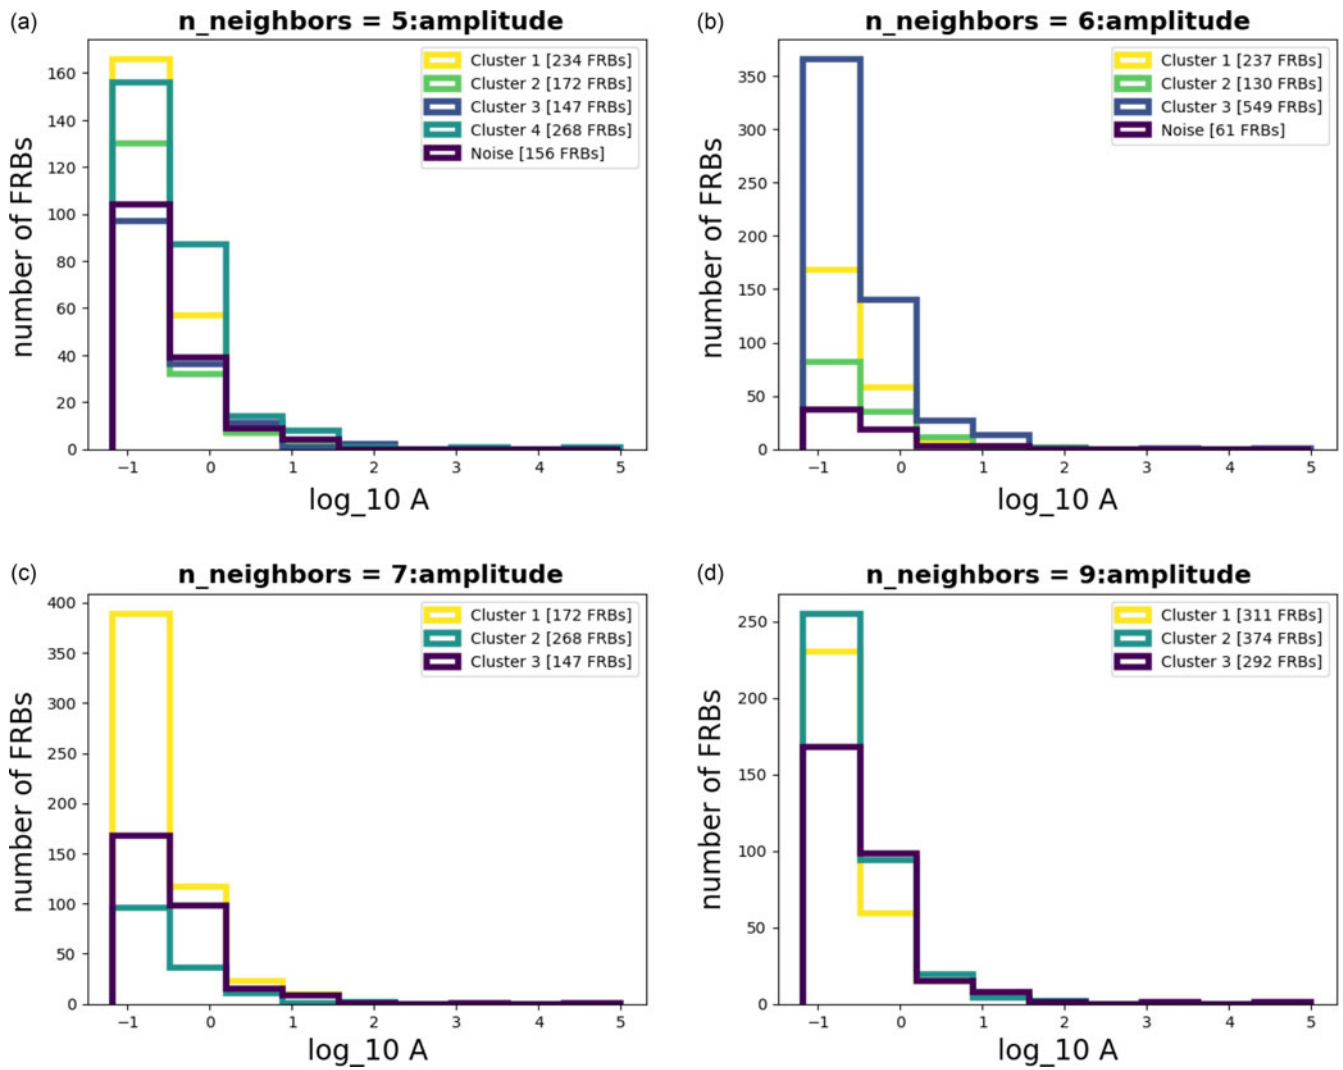 (a)
n_neighbors = 5:amplitude
Cluster 1 [234 FRBs]
Cluster 2 [172 FRBs]
Cluster 3 [147 FRBs]
Cluster 4 [268 FRBs]
Noise [156 FRBs]
160
140
120
100
80
60
40
20
0
number of FRBs
−1 0 1 2 3 4 5
log_10 A
(b)
n_neighbors = 6:amplitude
Cluster 1 [237 FRBs]
Cluster 2 [130 FRBs]
Cluster 3 [549 FRBs]
Noise [61 FRBs]
350
300
250
200
150
100
50
0
number of FRBs
−1 0 1 2 3 4 5
log_10 A
(c)
n_neighbors = 7:amplitude
Cluster 1 [172 FRBs]
Cluster 2 [268 FRBs]
Cluster 3 [147 FRBs]
400
350
300
250
200
150
100
50
0
number of FRBs
−1 0 1 2 3 4 5
log_10 A
(d)
n_neighbors = 9:amplitude
Cluster 1 [311 FRBs]
Cluster 2 [374 FRBs]
Cluster 3 [292 FRBs]
250
200
150
100
50
0
number of FRBs
−1 0 1 2 3 4 5
log_10 A